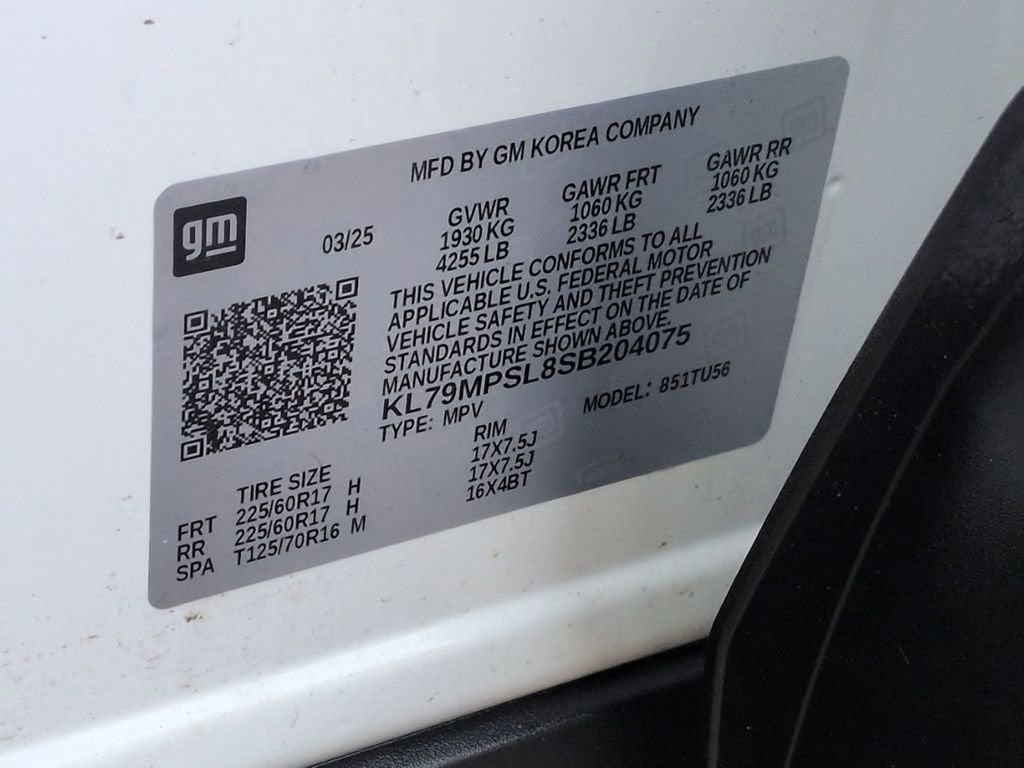 MFD BY GM KOREA COMPANY
gm
03/25
GVWR GAWR FRT GAWR RR
1930 KG 1060 KG 1060 KG
4255 LB 2336 LB 2336 LB
THIS VEHICLE CONFORMS TO ALL
APPLICABLE U.S. FEDERAL MOTOR
VEHICLE SAFETY AND THEFT PREVENTION
STANDARDS IN EFFECT ON THE DATE OF
MANUFACTURE SHOWN ABOVE.
KL79MPSL8SB204075
TYPE: MPV MODEL: 851TU56
TIRE SIZE RIM
FRT 225/60R17 H 17X7.5J
RR 225/60R17 H 17X7.5J
SPA T125/70R16 M 16X4BT